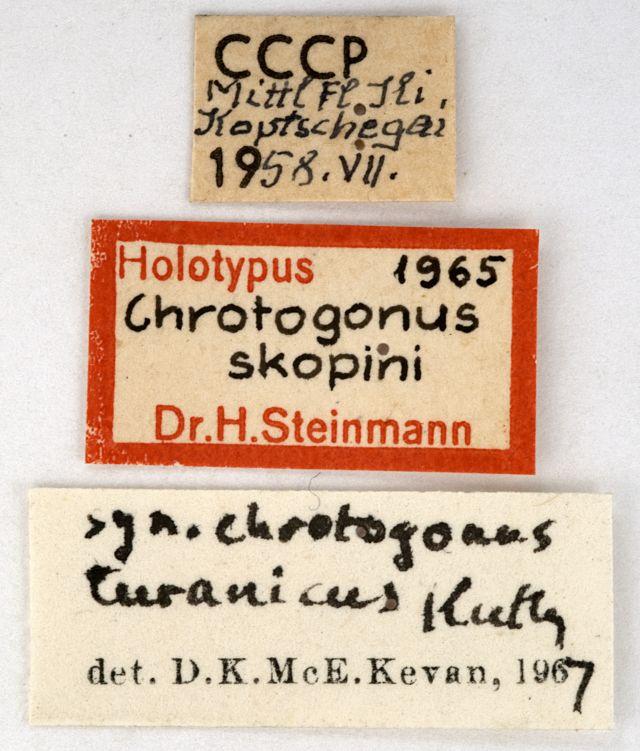 CCCP
Mittl Fl. Ili,
Koptschegai
1958.VII.
Holotypus 1965
Chrotogonus
skopini
Dr.H.Steinmann
syn. chrotogonus
turanicus Kuthy
det. D.K.McE.Kevan, 1967